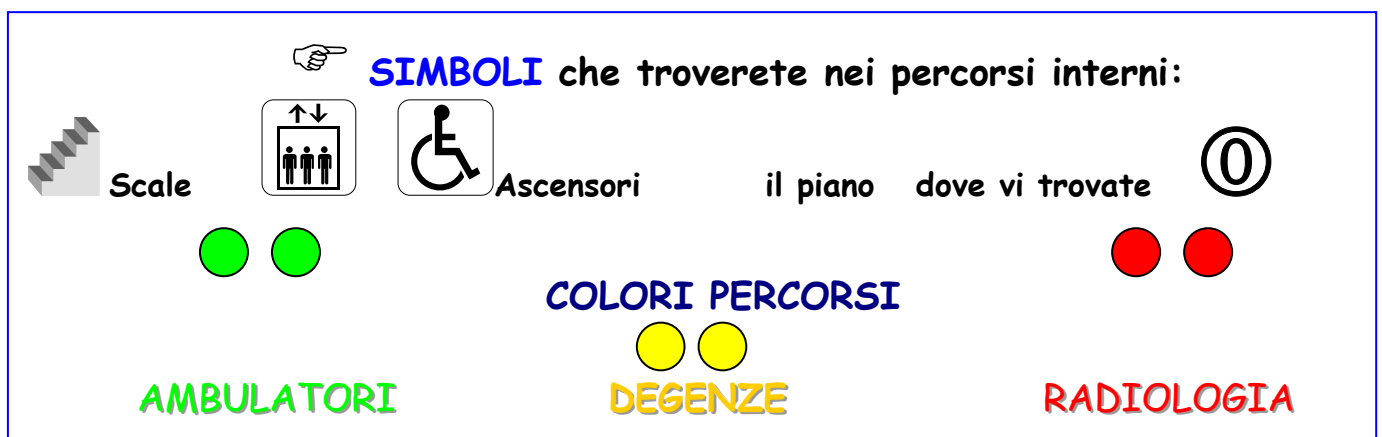 ☞ SIMBOLI che troverete nei percorsi interni:
Scale Ascensori il piano dove vi trovate 0
COLORI PERCORSI
AMBULATORI DEGENZE RADIOLOGIA